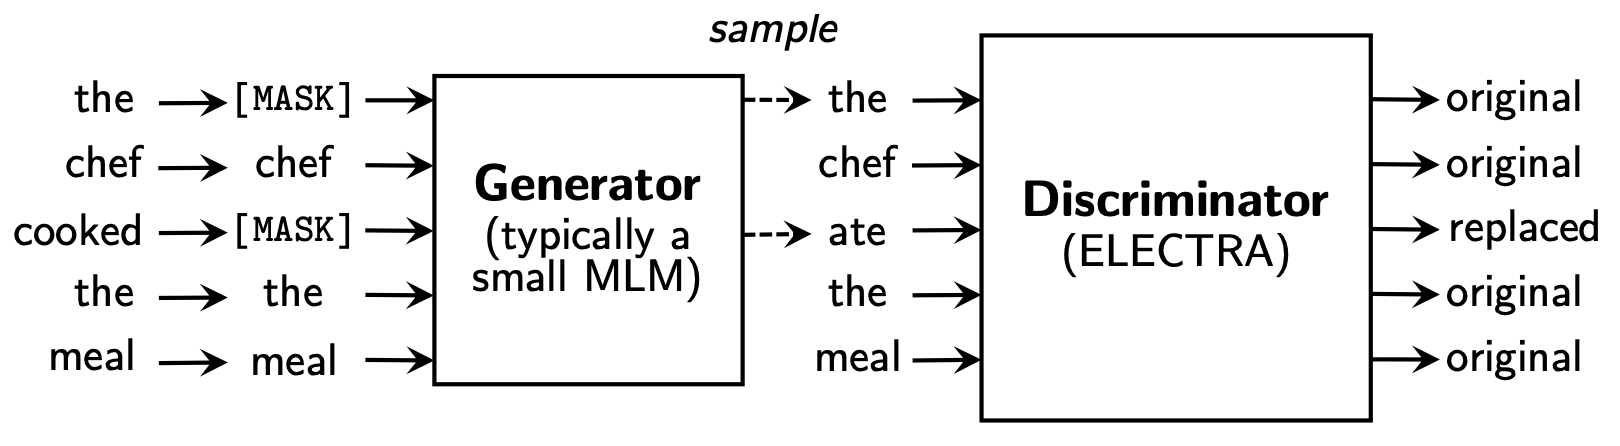 sample
the [MASK] the original
chef chef chef original
cooked [MASK] ate replaced
the the the original
meal meal meal original
Generator
(typically a
small MLM)
Discriminator
(ELECTRA)